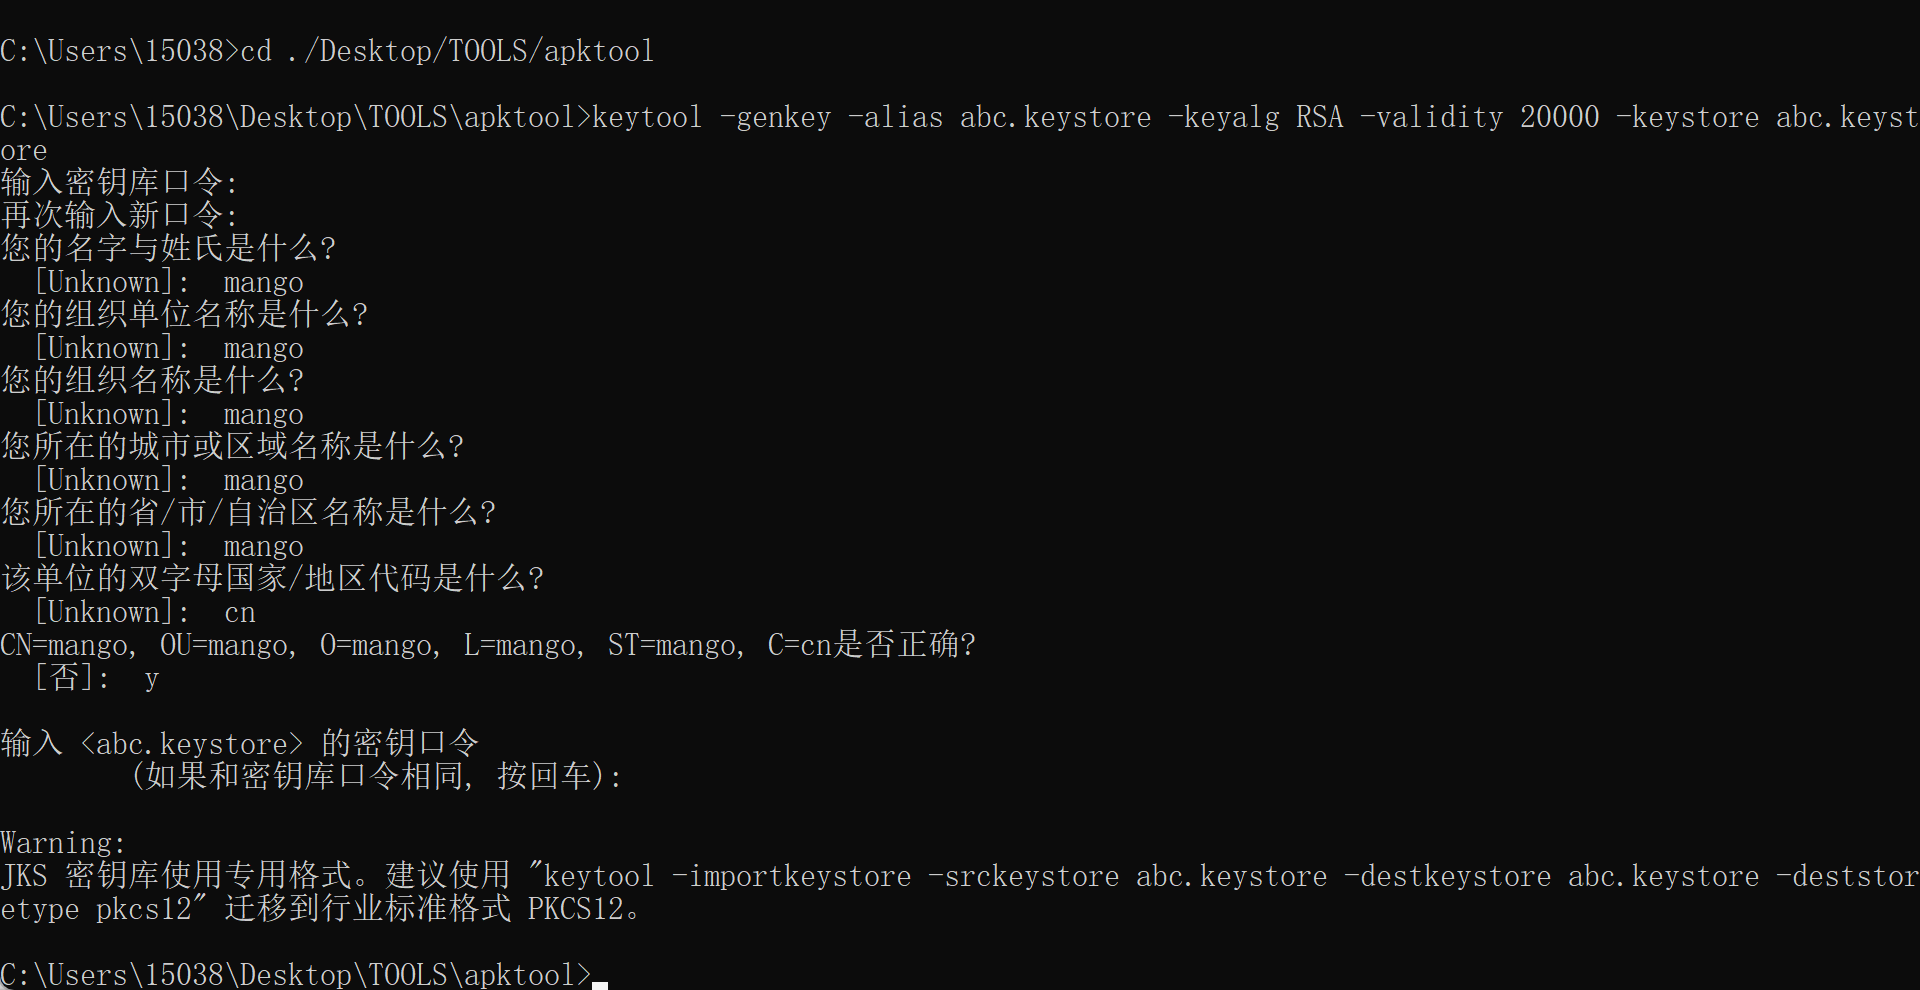 C:\Users\15038>cd ./Desktop/TOOLS/apktool
C:\Users\15038\Desktop\TOOLS\apktool>keytool -genkey -alias abc.keystore -keyalg RSA -validity 20000 -keystore abc.keyst
ore
输入密钥库口令:
再次输入新口令:
您的名字与姓氏是什么?
  [Unknown]:  mango
您的组织单位名称是什么?
  [Unknown]:  mango
您的组织名称是什么?
  [Unknown]:  mango
您所在的城市或区域名称是什么?
  [Unknown]:  mango
您所在的省/市/自治区名称是什么?
  [Unknown]:  mango
该单位的双字母国家/地区代码是什么?
  [Unknown]:  cn
CN=mango, OU=mango, O=mango, L=mango, ST=mango, C=cn是否正确?
  [否]:  y
输入 <abc.keystore> 的密钥口令
        (如果和密钥库口令相同, 按回车):
Warning:
JKS 密钥库使用专用格式。建议使用 "keytool -importkeystore -srckeystore abc.keystore -destkeystore abc.keystore -deststor
etype pkcs12" 迁移到行业标准格式 PKCS12。
C:\Users\15038\Desktop\TOOLS\apktool>